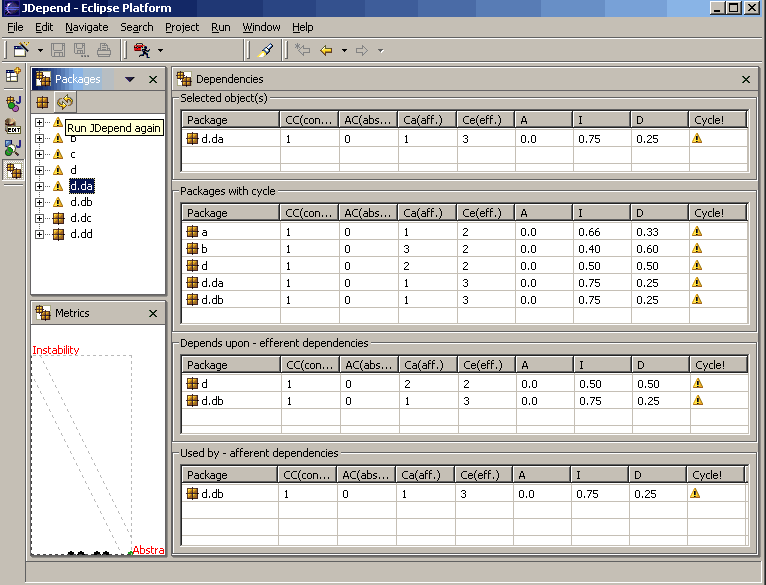 JDepend - Eclipse Platform
File Edit Navigate Search Project Run Window Help
Packages
Run JDepend again
b
c
d
d.da
d.db
d.dc
d.dd
Metrics
Instability
Abstra
Dependencies
Selected object(s)
Package CC(con... AC(abs... Ca(aff.) Ce(eff.) A I D Cycle!
d.da 1 0 1 3 0.0 0.75 0.25
Packages with cycle
Package CC(con... AC(abs... Ca(aff.) Ce(eff.) A I D Cycle!
a 1 0 1 2 0.0 0.66 0.33
b 1 0 3 2 0.0 0.40 0.60
d 1 0 2 2 0.0 0.50 0.50
d.da 1 0 1 3 0.0 0.75 0.25
d.db 1 0 1 3 0.0 0.75 0.25
Depends upon - efferent dependencies
Package CC(con... AC(abs... Ca(aff.) Ce(eff.) A I D Cycle!
d 1 0 2 2 0.0 0.50 0.50
d.db 1 0 1 3 0.0 0.75 0.25
Used by - afferent dependencies
Package CC(con... AC(abs... Ca(aff.) Ce(eff.) A I D Cycle!
d.db 1 0 1 3 0.0 0.75 0.25